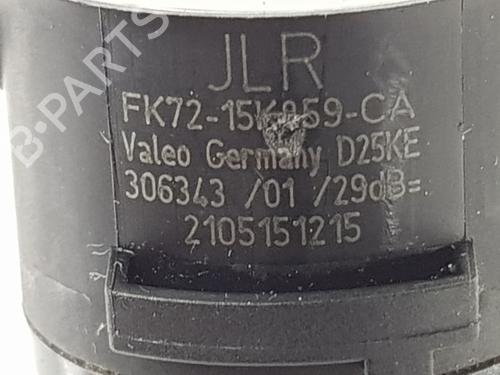 JLR
FK72-15K859-CA
Valeo Germany D25KE
306343 /01 /29dB=
2105151215
B-PARTS